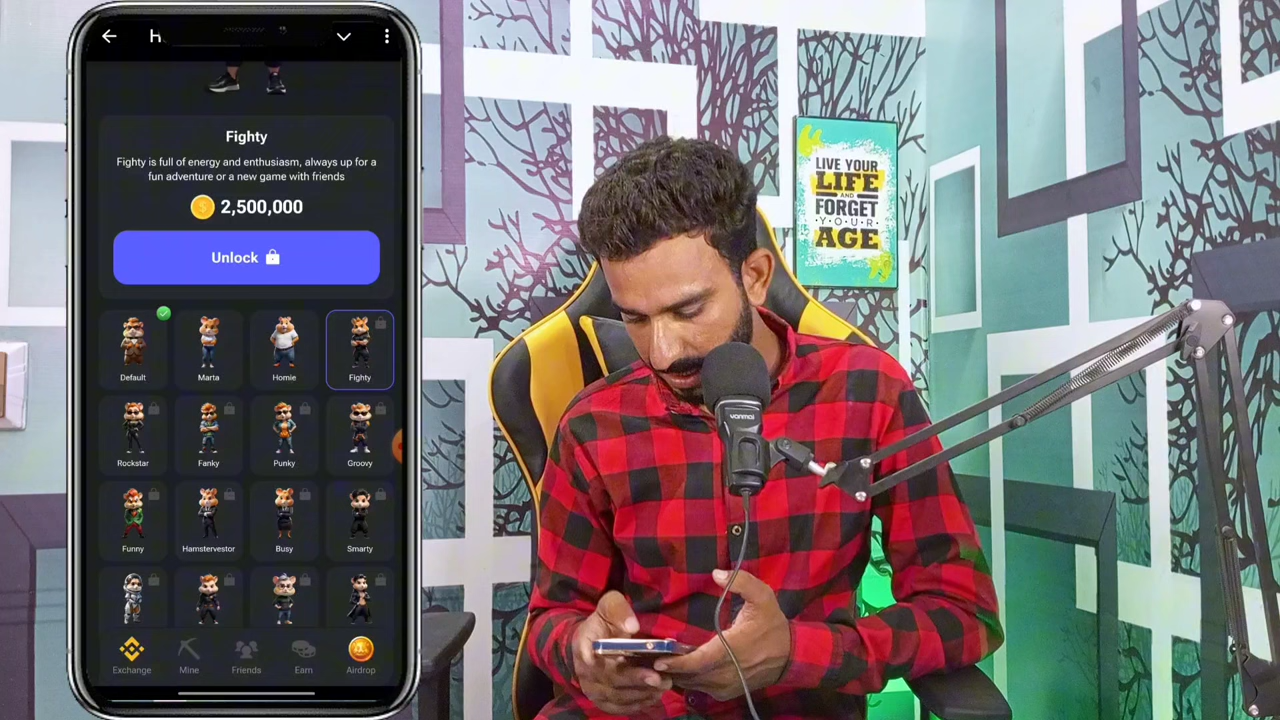 H
Fighty
Fighty is full of energy and enthusiasm, always up for a
fun adventure or a new game with friends
2,500,000
Unlock
Default
Marta
Homie
Fighty
Rockstar
Fanky
Punky
Groovy
Funny
Hamstervestor
Busy
Smarty
Exchange
Mine
Friends
Earn
Airdrop
LIVE YOUR
LIFE
AND
FORGET
YOUR
AGE
vanmai